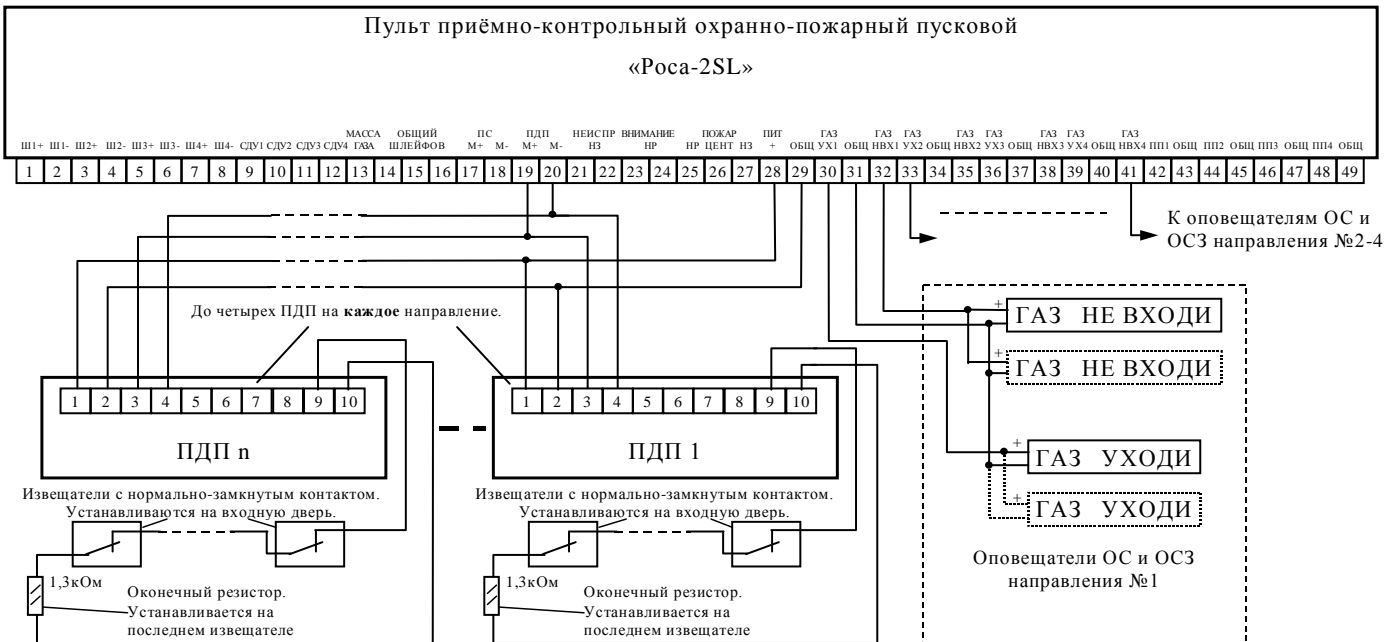 Пульт приёмно-контрольный охранно-пожарный пусковой
«Роса-2SL»
МАССА ОБЩИЙ ПС ПДП НЕИСПР ВНИМАНИЕ ПОЖАР ПИТ ГАЗ ГАЗ ГАЗ ГАЗ ГАЗ ГАЗ ГАЗ ГАЗ
Ш1+ Ш1- Ш2+ Ш2- Ш3+ Ш3- Ш4+ Ш4- СДУ1 СДУ2 СДУ3 СДУ4 ГАЗА ШЛЕЙФОВ М+ М- М+ М- НЗ НР НР ЦЕНТ НЗ + ОБЩ УХ1 ОБЩ НВХ1 УХ2 ОБЩ НВХ2 УХ3 ОБЩ НВХ3 УХ4 ОБЩ НВХ4 ПП1 ОБЩ ПП2 ОБЩ ПП3 ОБЩ ПП4 ОБЩ
1 2 3 4 5 6 7 8 9 10 11 12 13 14 15 16 17 18 19 20 21 22 23 24 25 26 27 28 29 30 31 32 33 34 35 36 37 38 39 40 41 42 43 44 45 46 47 48 49
К оповещателям ОС и
ОСЗ направления №2-4
До четырех ПДП на каждое направление.
+
ГАЗ НЕ ВХОДИ
+
ГАЗ НЕ ВХОДИ
+
ГАЗ УХОДИ
+
ГАЗ УХОДИ
Оповещатели ОС и ОСЗ
направления №1
1 2 3 4 5 6 7 8 9 10
ПДП n
Извещатели с нормально-замкнутым контактом.
Устанавливаются на входную дверь.
1,3кОм
Оконечный резистор.
Устанавливается на
последнем извещателе
1 2 3 4 5 6 7 8 9 10
ПДП 1
Извещатели с нормально-замкнутым контактом.
Устанавливаются на входную дверь.
1,3кОм
Оконечный резистор.
Устанавливается на
последнем извещателе